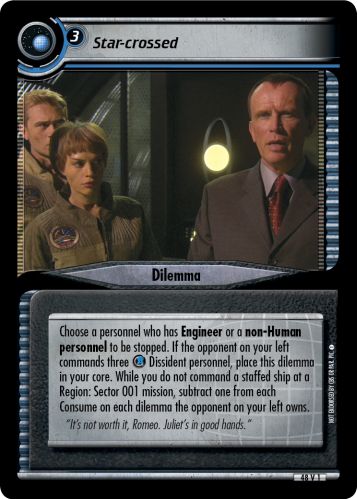 3
Star-crossed
Dilemma
Choose a personnel who has Engineer or a non-Human
personnel to be stopped. If the opponent on your left
commands three Dissident personnel, place this dilemma
in your core. While you do not command a staffed ship at a
Region: Sector 001 mission, subtract one from each
Consume on each dilemma the opponent on your left owns.
"It's not worth it, Romeo. Juliet's in good hands."
NOT ENDORSED BY CBS OR PAR. PIC.
48 V 1